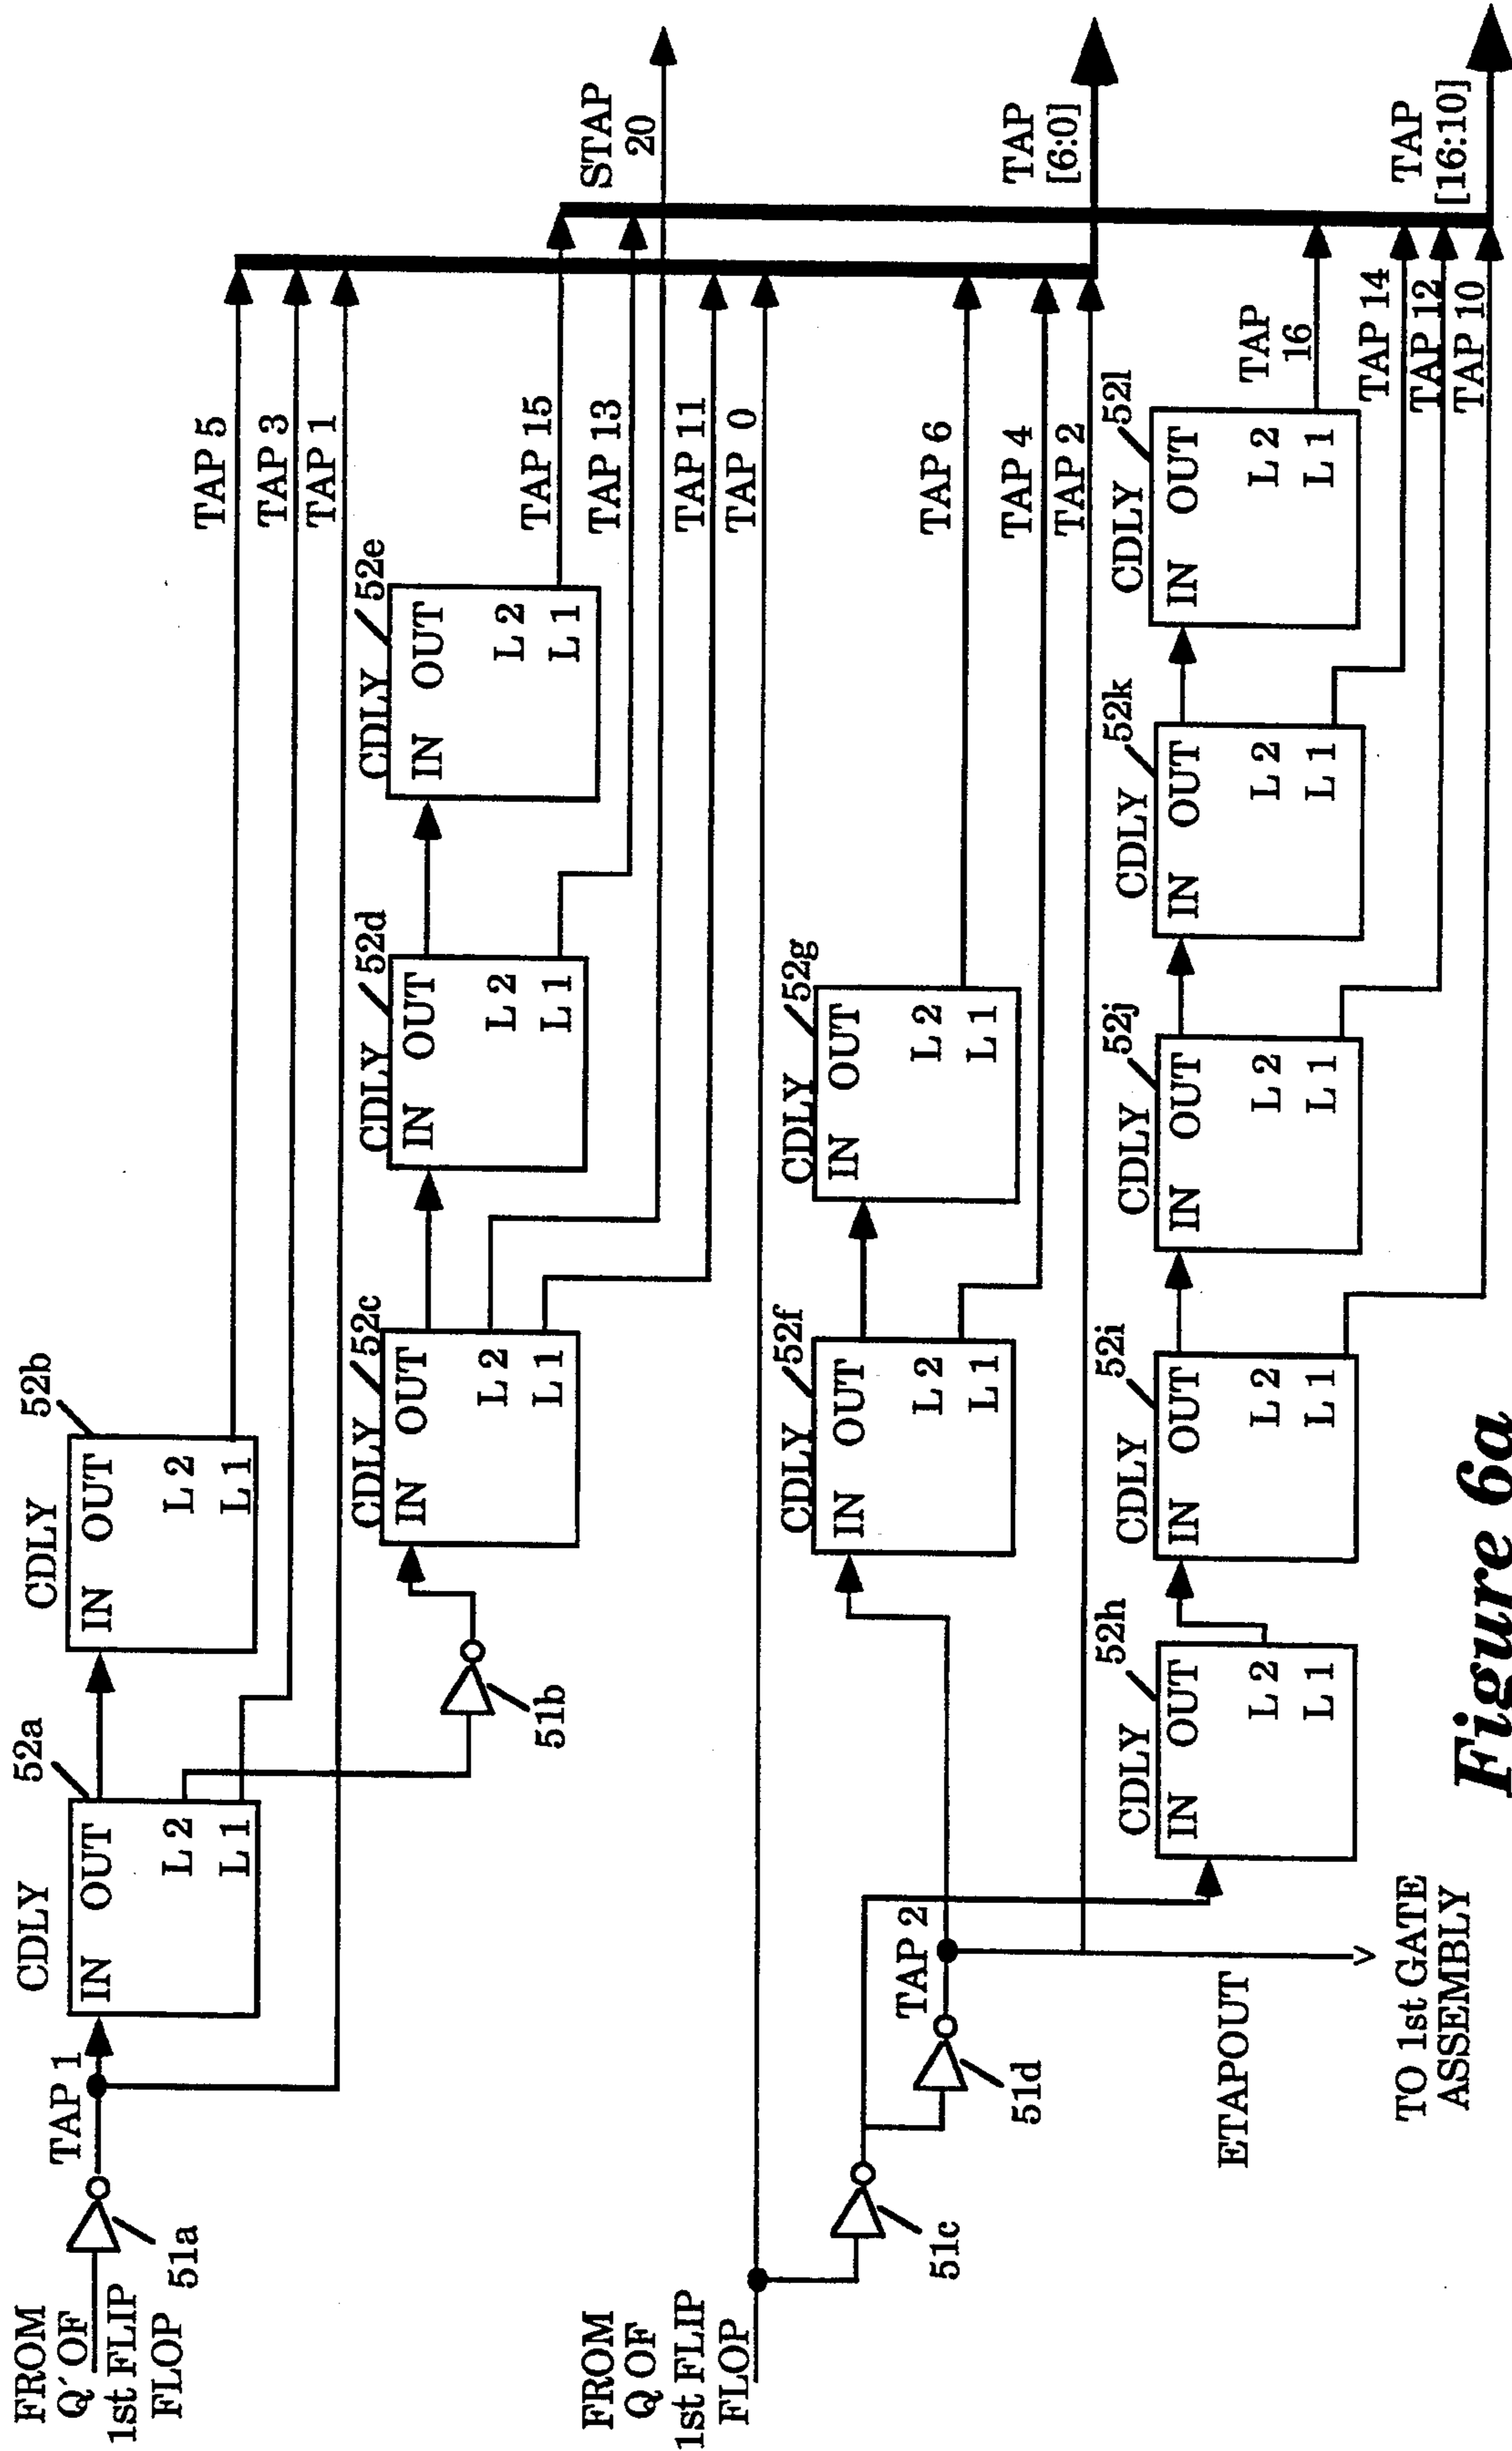 FROM
Q' OF
1st FLIP
FLOP
51a
TAP 1
CDLY
52a
IN OUT
L 2
L 1
CDLY
52b
IN OUT
L 2
L 1
TAP 5
TAP 3
TAP 1
51b
CDLY
52c
IN OUT
L 2
L 1
CDLY
52d
IN OUT
L 2
L 1
CDLY
52e
IN OUT
L 2
L 1
TAP 15
TAP 13
TAP 11
TAP 0
STAP
20
FROM
Q OF
1st FLIP
FLOP
51c
51d
TAP 2
CDLY
52f
IN OUT
L 2
L 1
CDLY
52g
IN OUT
L 2
L 1
TAP 6
TAP 4
TAP 2
TAP
[6:0]
ETAPOUT
TO 1st GATE
ASSEMBLY
CDLY
52h
IN OUT
L 2
L 1
CDLY
52i
IN OUT
L 2
L 1
CDLY
52j
IN OUT
L 2
L 1
CDLY
52k
IN OUT
L 2
L 1
CDLY
52l
IN OUT
L 2
L 1
TAP
16
TAP 14
TAP 12
TAP 10
TAP
[16:10]
Figure 6a